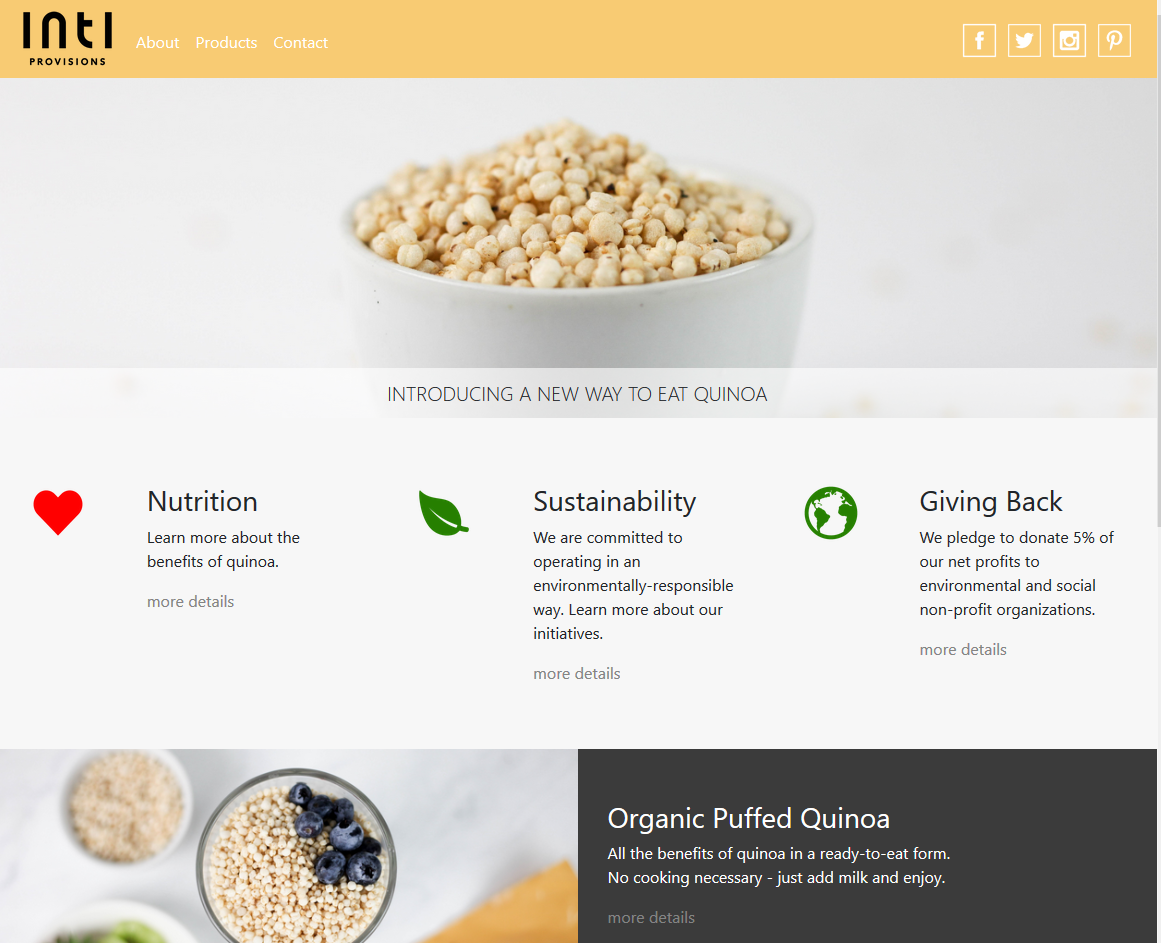 Inti
PROVISIONS
About Products Contact
INTRODUCING A NEW WAY TO EAT QUINOA
Nutrition
Learn more about the
benefits of quinoa.
more details
Sustainability
We are committed to
operating in an
environmentally-responsible
way. Learn more about our
initiatives.
more details
Giving Back
We pledge to donate 5% of
our net profits to
environmental and social
non-profit organizations.
more details
Organic Puffed Quinoa
All the benefits of quinoa in a ready-to-eat form.
No cooking necessary - just add milk and enjoy.
more details